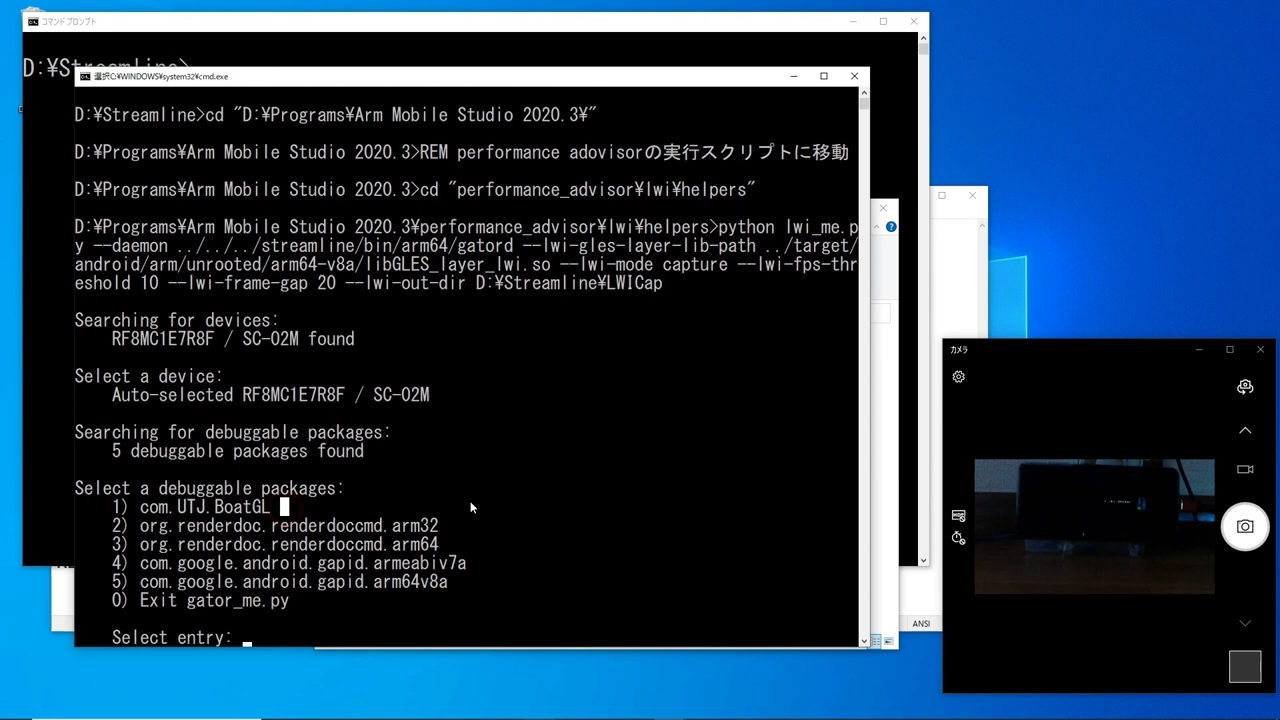 コマンド プロンプト
D:¥Streamline>
選択C:¥WINDOWS¥system32¥cmd.exe
D:¥Streamline>cd "D:¥Programs¥Arm Mobile Studio 2020.3¥"
D:¥Programs¥Arm Mobile Studio 2020.3>REM performance adovisorの実行スクリプトに移動
D:¥Programs¥Arm Mobile Studio 2020.3>cd "performance_advisor¥lwi¥helpers"
D:¥Programs¥Arm Mobile Studio 2020.3¥performance_advisor¥lwi¥helpers>python lwi_me.p
y --daemon ../../../streamline/bin/arm64/gatord --lwi-gles-layer-lib-path ../target/
android/arm/unrooted/arm64-v8a/libGLES_layer_lwi.so --lwi-mode capture --lwi-fps-thr
eshold 10 --lwi-frame-gap 20 --lwi-out-dir D:¥Streamline¥LWICap
Searching for devices:
RF8MC1E7R8F / SC-02M found
Select a device:
Auto-selected RF8MC1E7R8F / SC-02M
Searching for debuggable packages:
5 debuggable packages found
Select a debuggable packages:
1) com.UTJ.BoatGL
2) org.renderdoc.renderdoccmd.arm32
3) org.renderdoc.renderdoccmd.arm64
4) com.google.android.gapid.armeabiv7a
5) com.google.android.gapid.arm64v8a
0) Exit gator_me.py
Select entry:
ANSI
カメラ